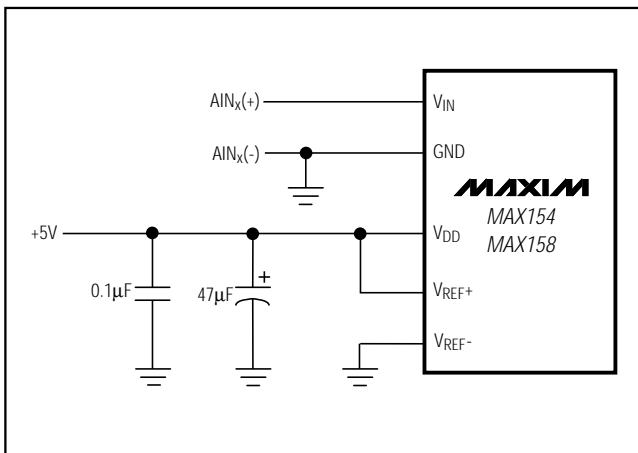 AINx(+)
VIN
AINx(-)
GND
MAXIM
MAX154
MAX158
+5V
VDD
0.1µF
47µF
+
VREF+
VREF-